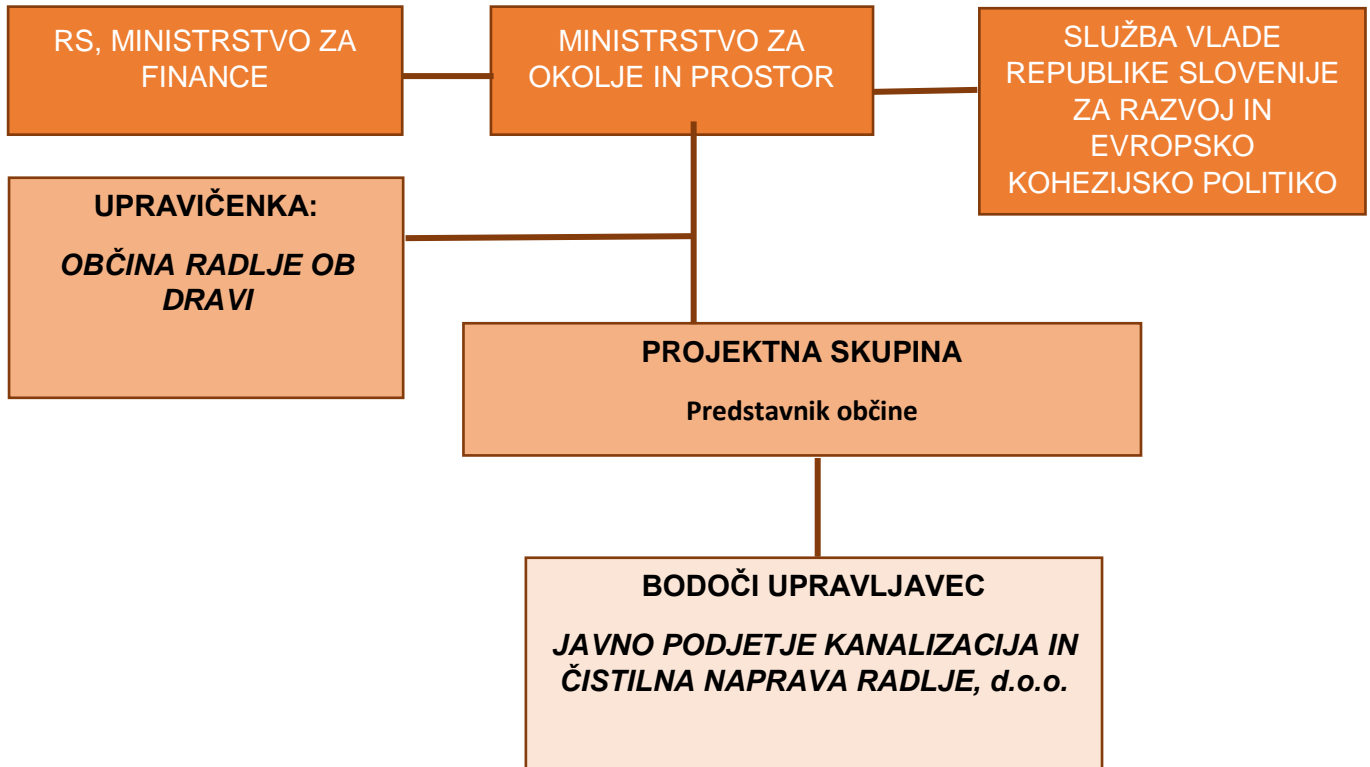 RS, MINISTRSTVO ZA
FINANCE
MINISTRSTVO ZA
OKOLJE IN PROSTOR
SLUŽBA VLADE
REPUBLIKE SLOVENIJE
ZA RAZVOJ IN
EVROPSKO
KOHEZIJSKO POLITIKO
UPRAVIČENKA:
OBČINA RADLJE OB
DRAVI
PROJEKTNA SKUPINA
Predstavnik občine
BODOČI UPRAVLJAVEC
JAVNO PODJETJE KANALIZACIJA IN
ČISTILNA NAPRAVA RADLJE, d.o.o.